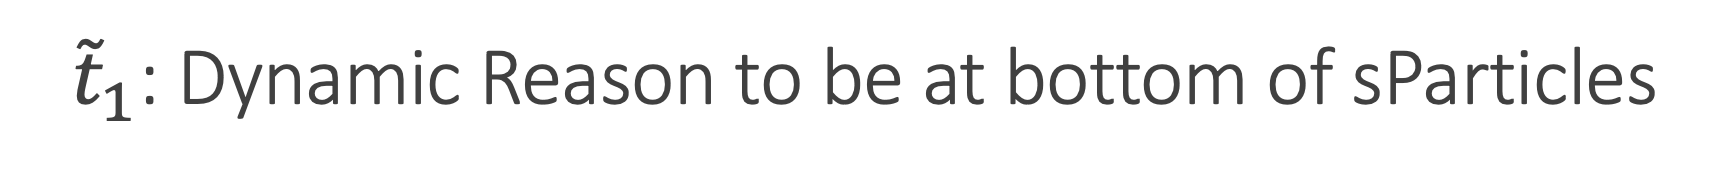 t̃₁: Dynamic Reason to be at bottom of sParticles